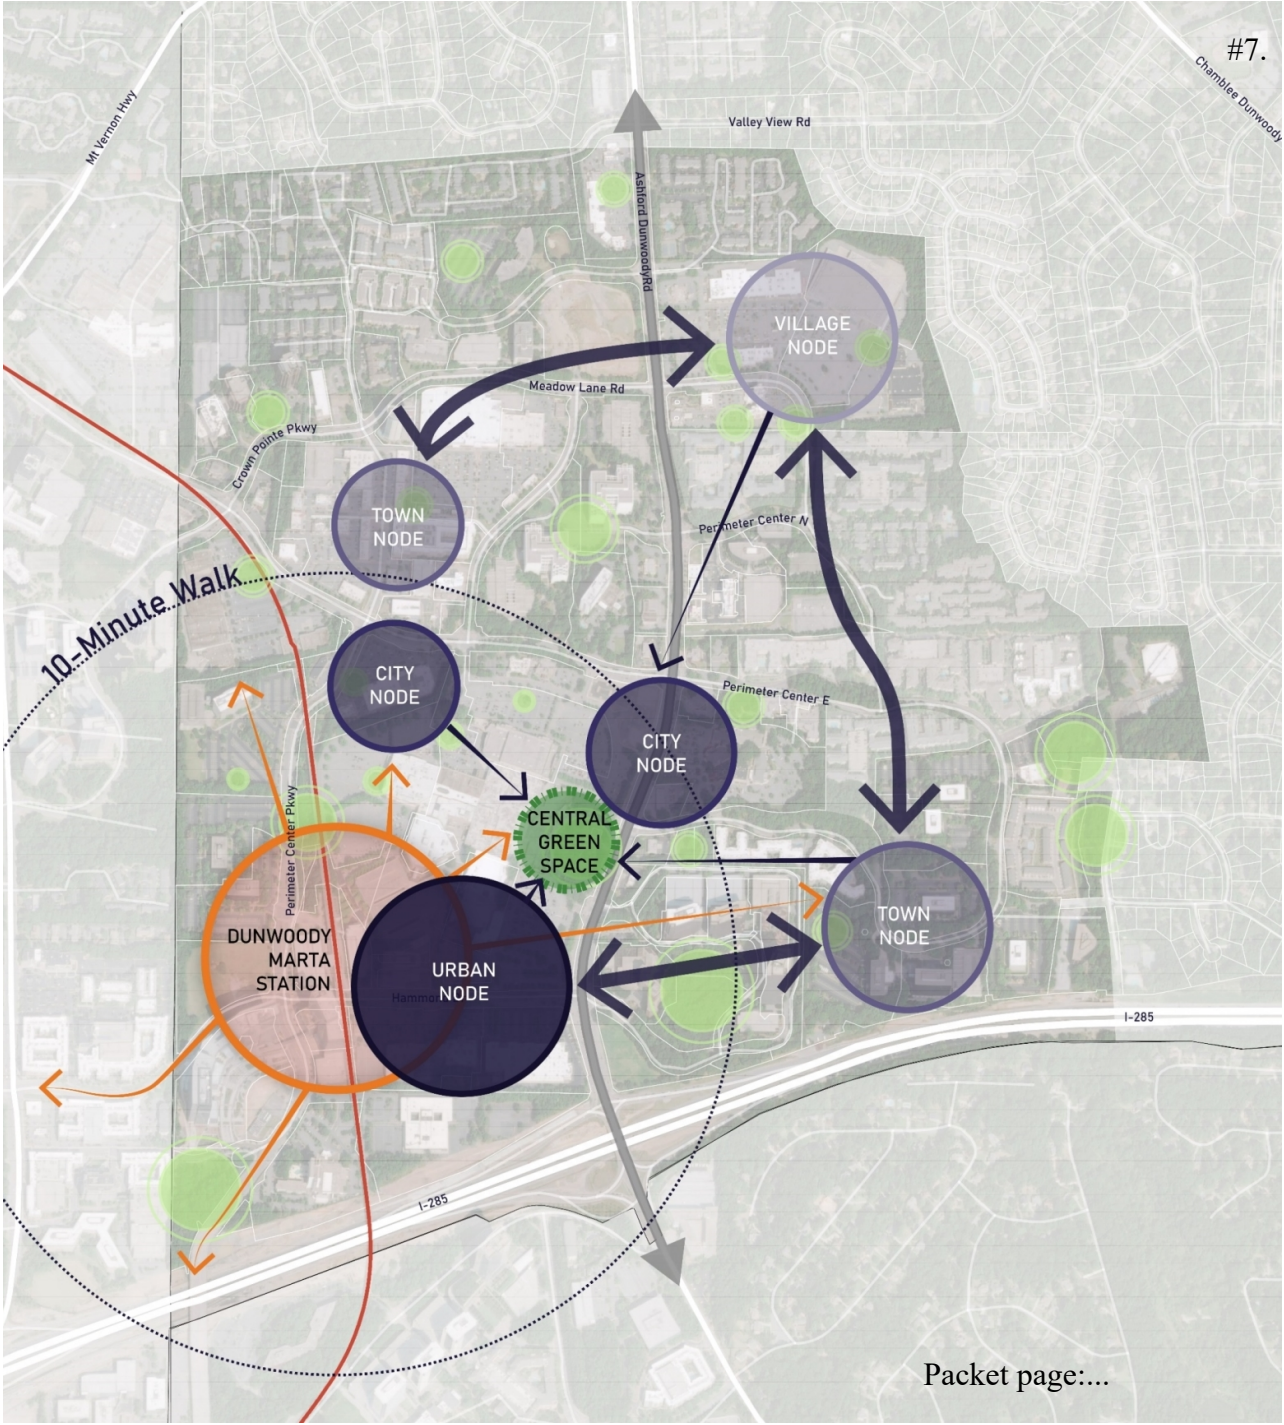 #7.
Chamblee Dunwoody
Mt Vernon Hwy
Valley View Rd
Ashford DunwoodyRd
VILLAGE
NODE
Meadow Lane Rd
Crown Pointe Pkwy
TOWN
NODE
Perimeter Center N
10-Minute Walk
CITY
NODE
Perimeter Center E
CITY
NODE
Perimeter Center Pkwy
CENTRAL
GREEN
SPACE
DUNWOODY
MARTA
STATION
URBAN
NODE
TOWN
NODE
I-285
I-285
Packet page:...